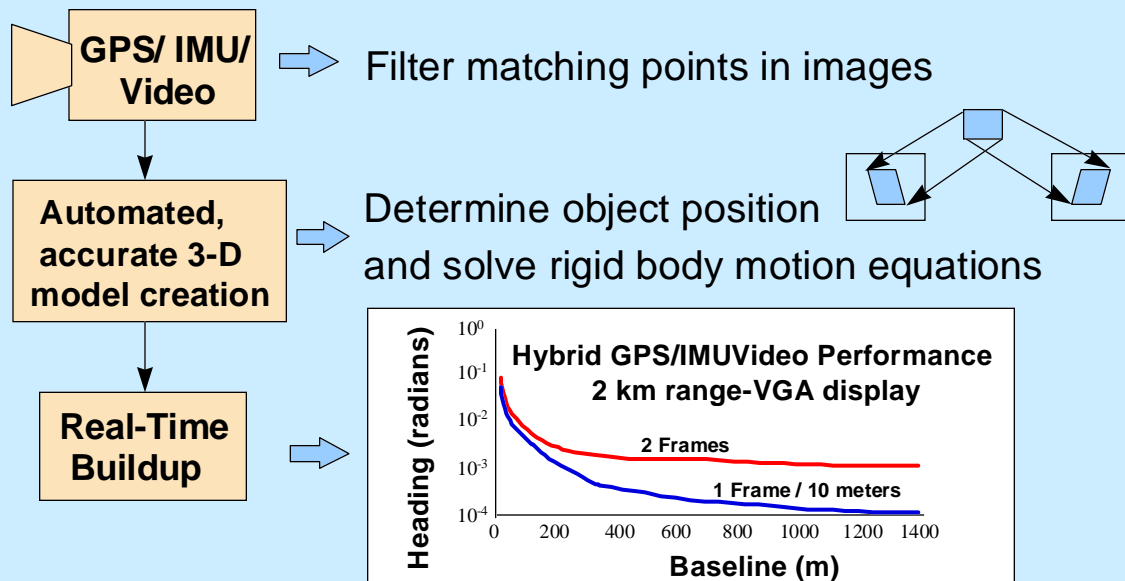 GPS/ IMU/
Video
Filter matching points in images
Automated,
accurate 3-D
model creation
Determine object position
and solve rigid body motion equations
Real-Time
Buildup
Heading (radians)
Hybrid GPS/IMUVideo Performance
2 km range-VGA display
10⁰
10⁻¹
10⁻²
10⁻³
10⁻⁴
2 Frames
1 Frame / 10 meters
0 200 400 600 800 1000 1200 1400
Baseline (m)